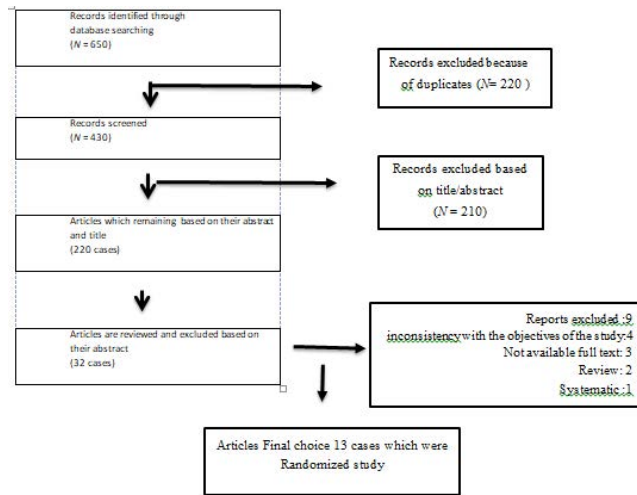 Records identified through
database searching
(N = 650)
Records excluded because
of duplicates (N= 220 )
Records screened
(N = 430)
Records excluded based
on title/abstract
(N = 210)
Articles which remaining based on their abstract
and title
(220 cases)
Articles are reviewed and excluded based on
their abstract
(32 cases)
Reports excluded :9
inconsistency with the objectives of the study:4
Not available full text: 3
Review: 2
Systematic :1
Articles Final choice 13 cases which were
Randomized study